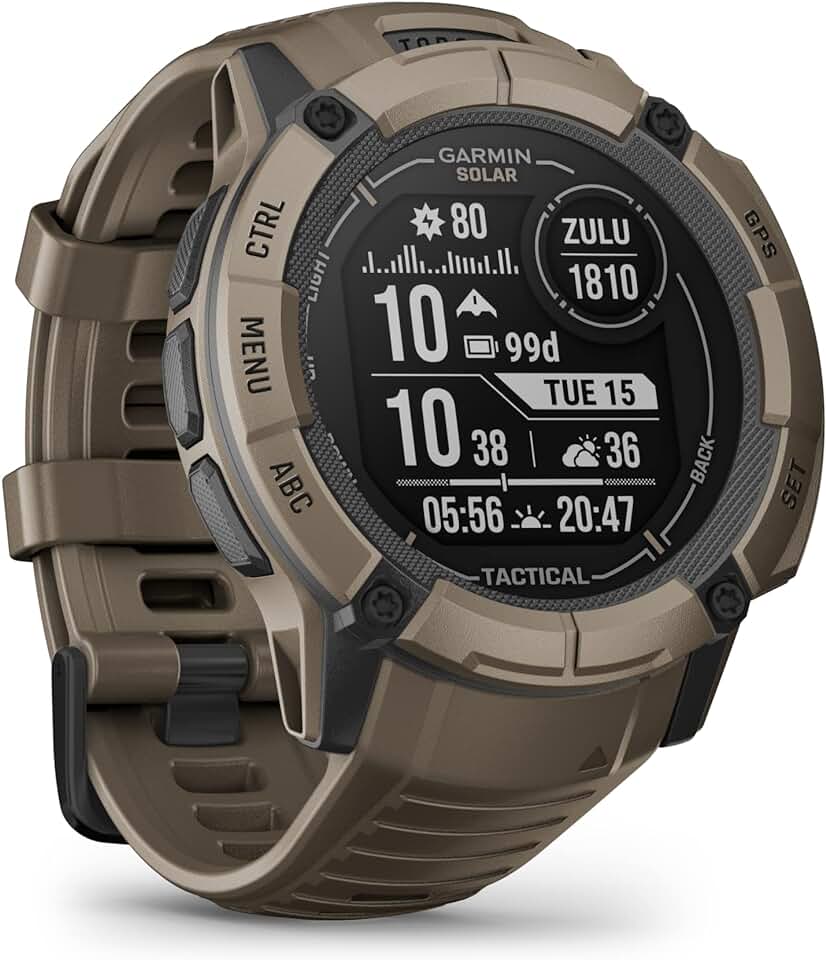 GARMIN
SOLAR
80
ZULU
1810
10
99d
TUE 15
10 38
36
05:56
20:47
TACTICAL
CTRL
LIGHT
MENU
ABC
GPS
SET
BACK